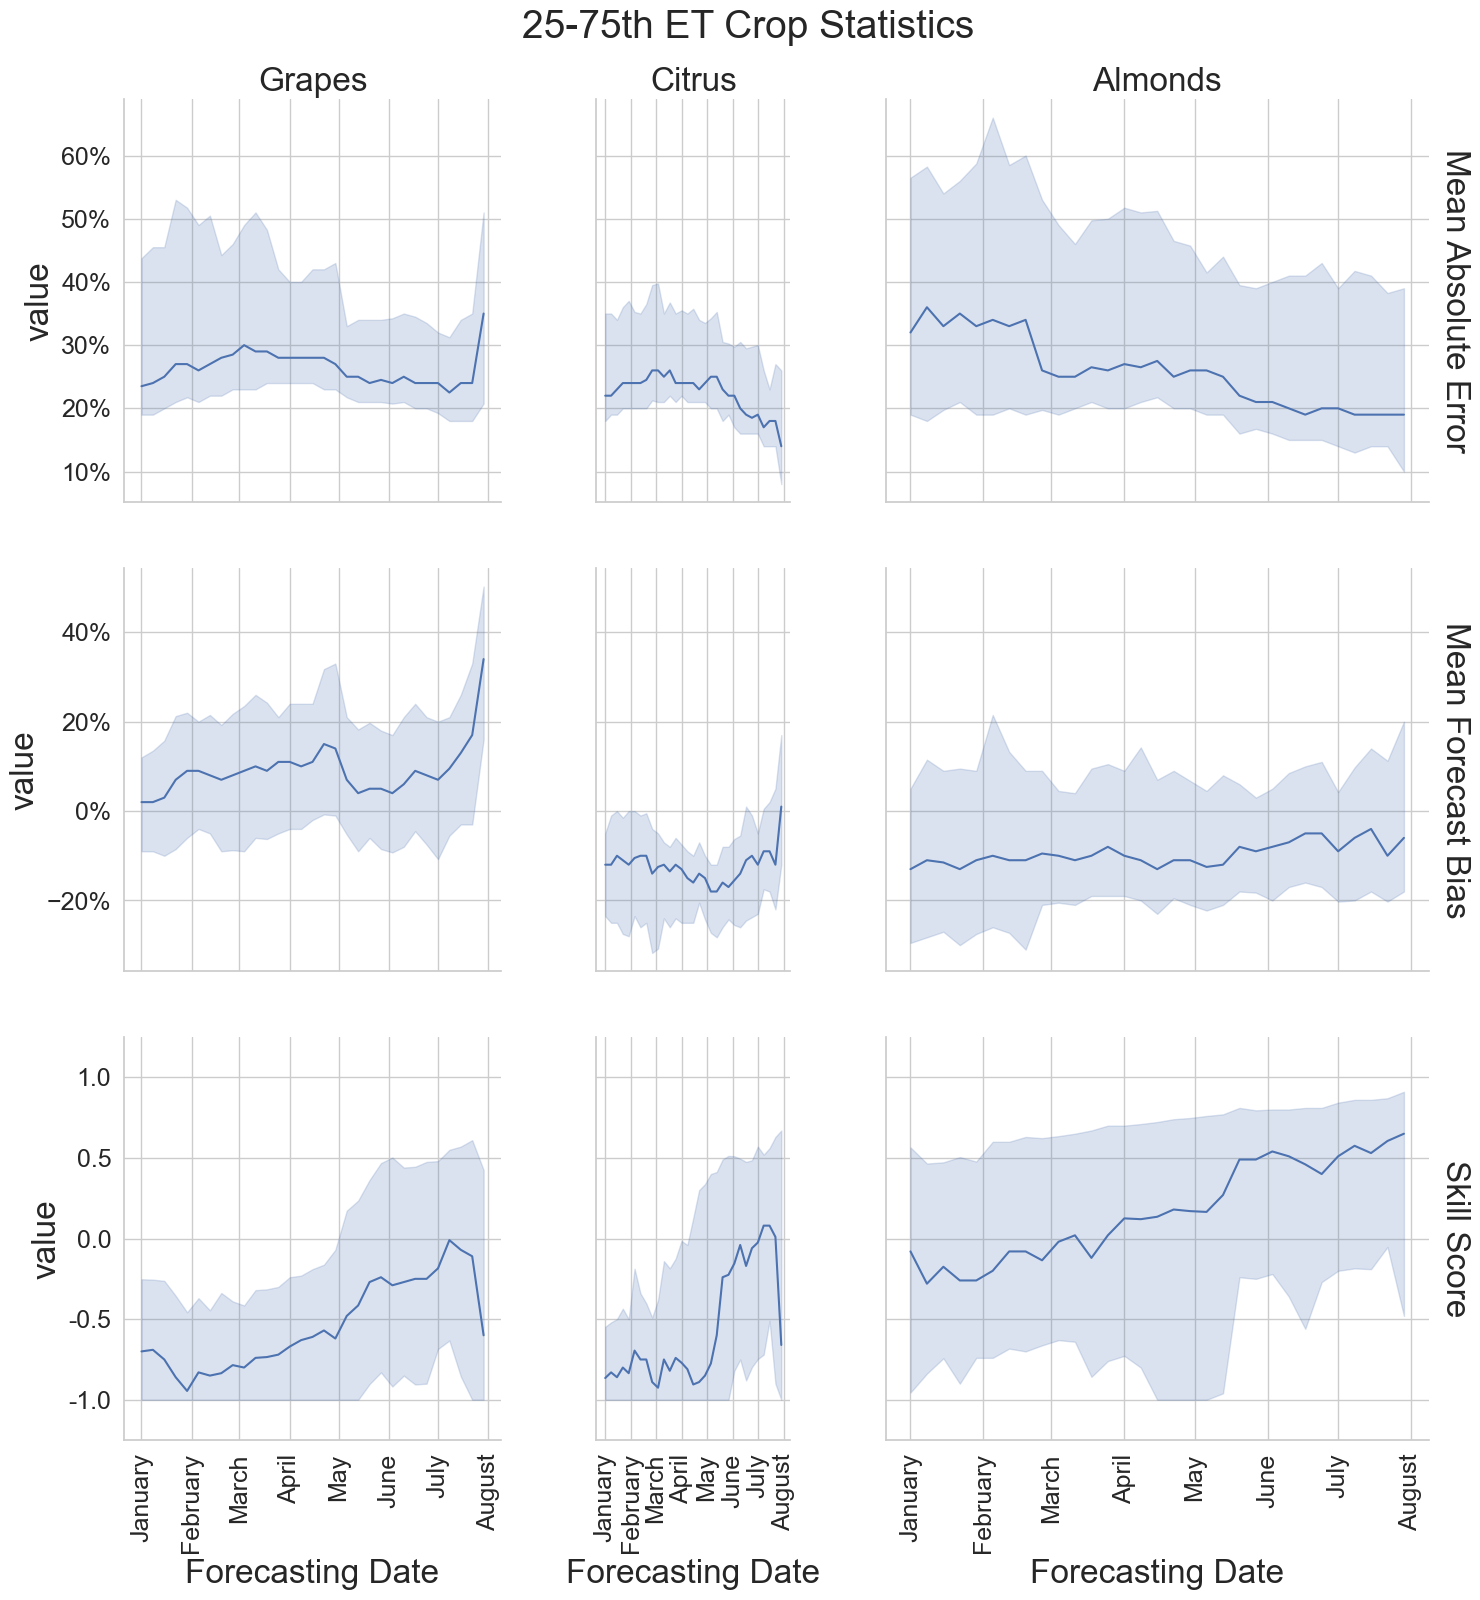 25-75th ET Crop Statistics
Grapes
Citrus
Almonds
60%
50%
40%
30%
20%
10%
value
Mean Absolute Error
40%
20%
0%
−20%
value
Mean Forecast Bias
1.0
0.5
0.0
-0.5
-1.0
value
Skill Score
January
February
March
April
May
June
July
August
Forecasting Date
January
February
March
April
May
June
July
August
Forecasting Date
January
February
March
April
May
June
July
August
Forecasting Date